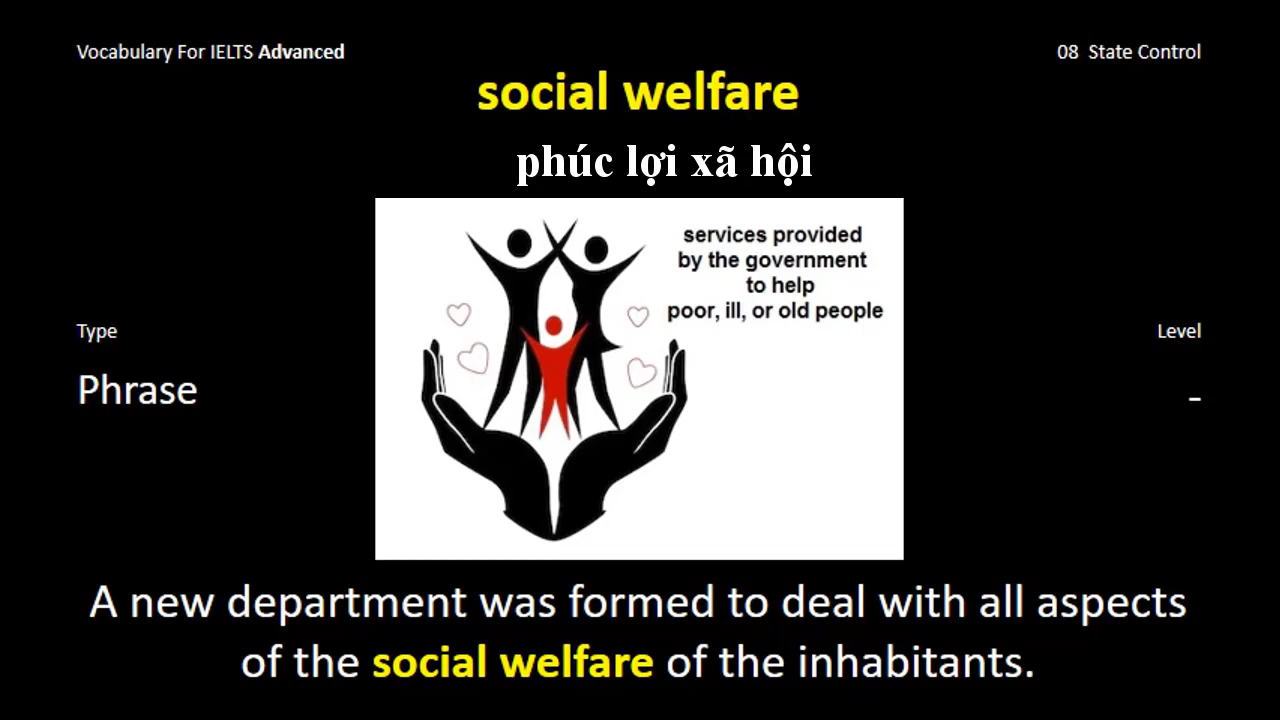 Vocabulary For IELTS Advanced
08 State Control
social welfare
phúc lợi xã hội
services provided
by the government
to help
poor, ill, or old people
Type
Level
Phrase
-
A new department was formed to deal with all aspects
of the social welfare of the inhabitants.